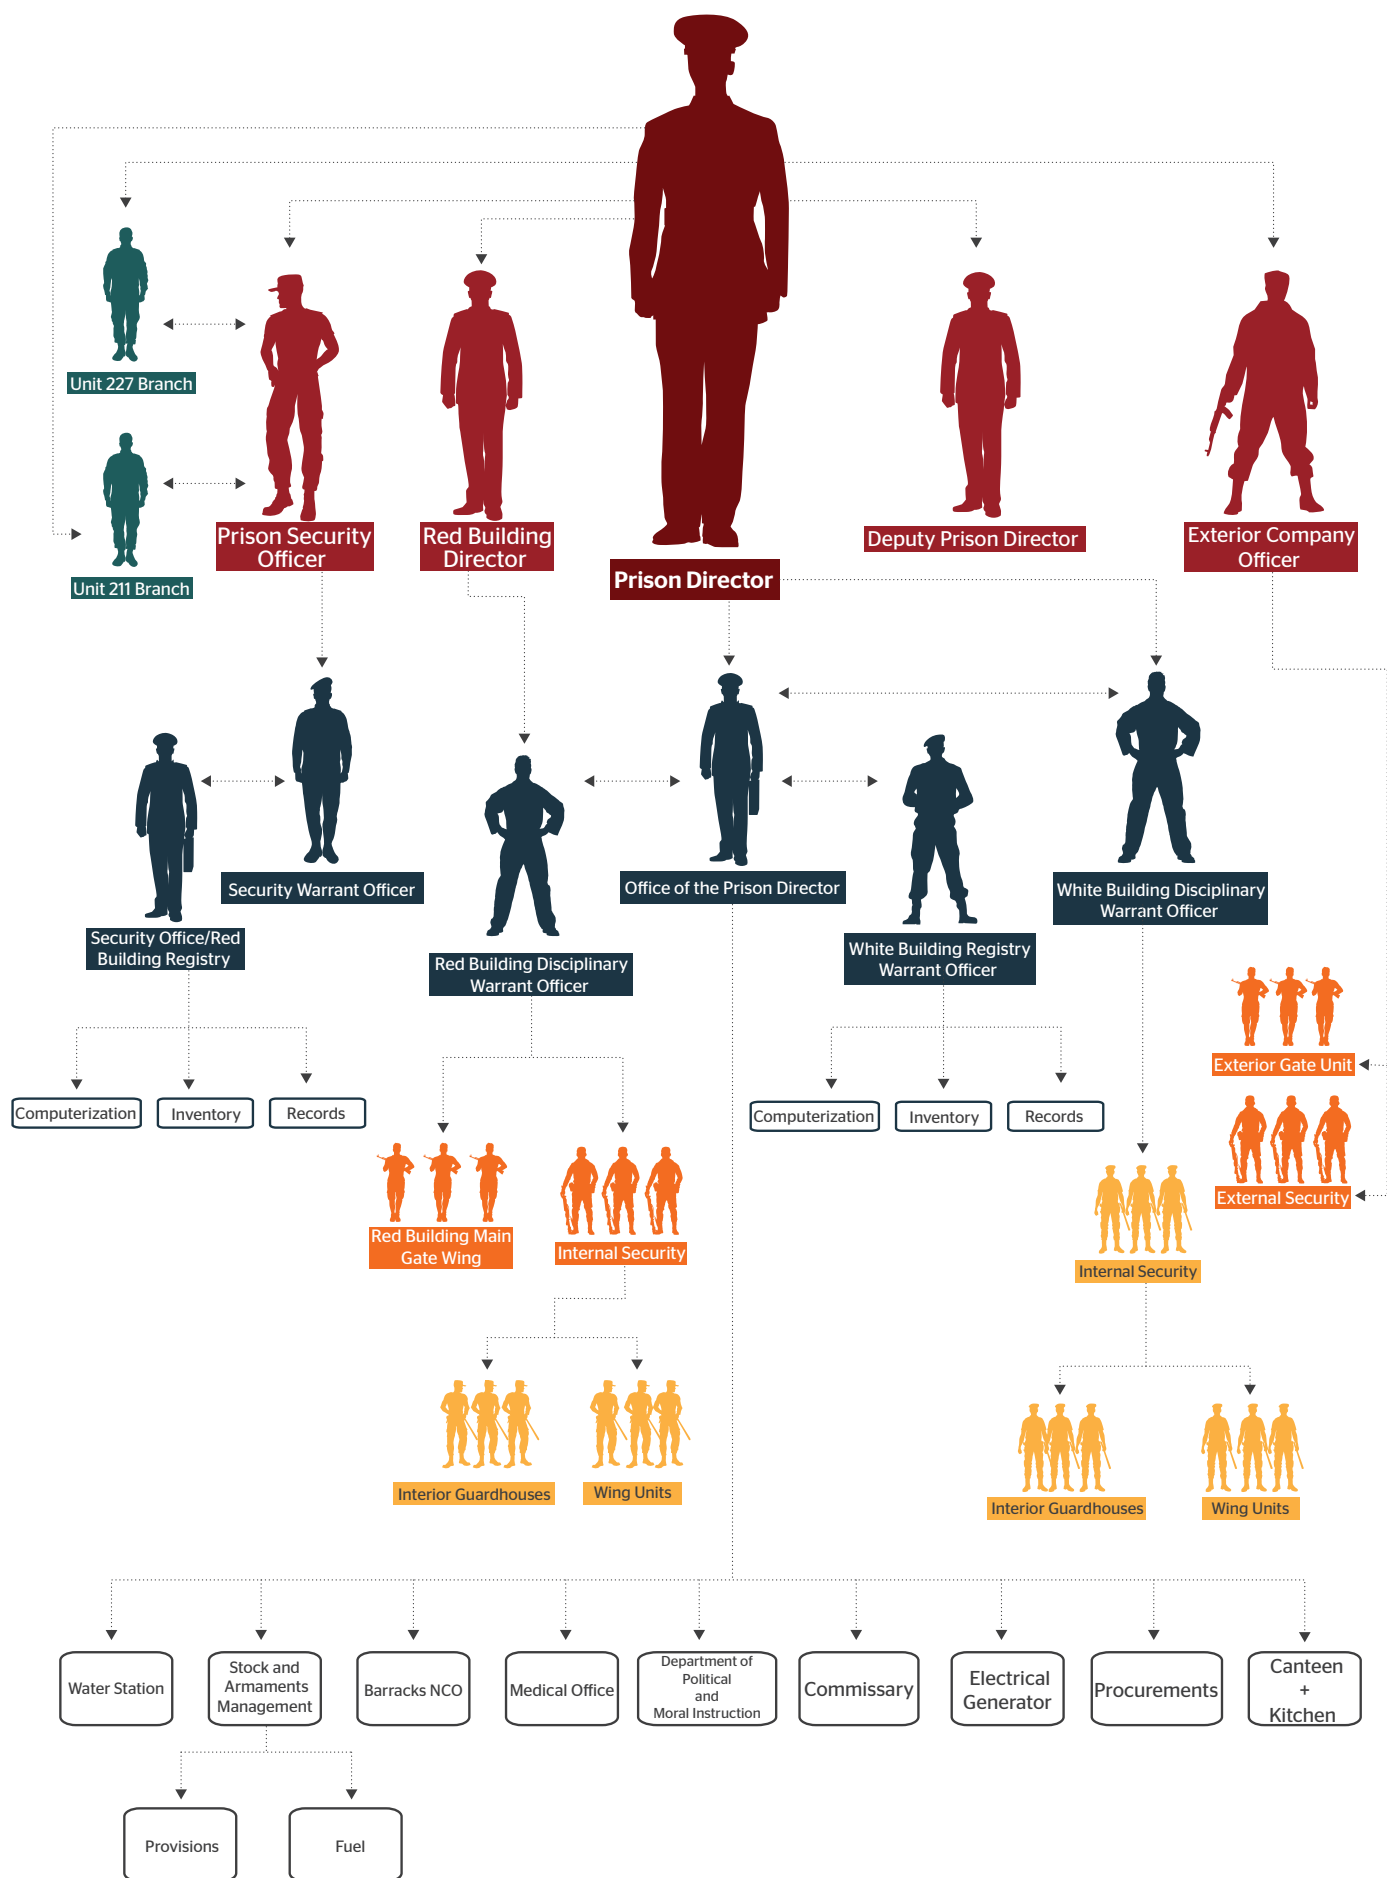 Unit 227 Branch
Unit 211 Branch
Prison Security
Officer
Red Building
Director
Prison Director
Deputy Prison Director
Exterior Company
Officer
Security Warrant Officer
Security Office/Red
Building Registry
Red Building Disciplinary
Warrant Officer
Office of the Prison Director
White Building Registry
Warrant Officer
White Building Disciplinary
Warrant Officer
Computerization
Inventory
Records
Computerization
Inventory
Records
Exterior Gate Unit
External Security
Red Building Main
Gate Wing
Internal Security
Internal Security
Interior Guardhouses
Wing Units
Interior Guardhouses
Wing Units
Water Station
Stock and
Armaments
Management
Barracks NCO
Medical Office
Department of
Political
and
Moral Instruction
Commissary
Electrical
Generator
Procurements
Canteen
+
Kitchen
Provisions
Fuel